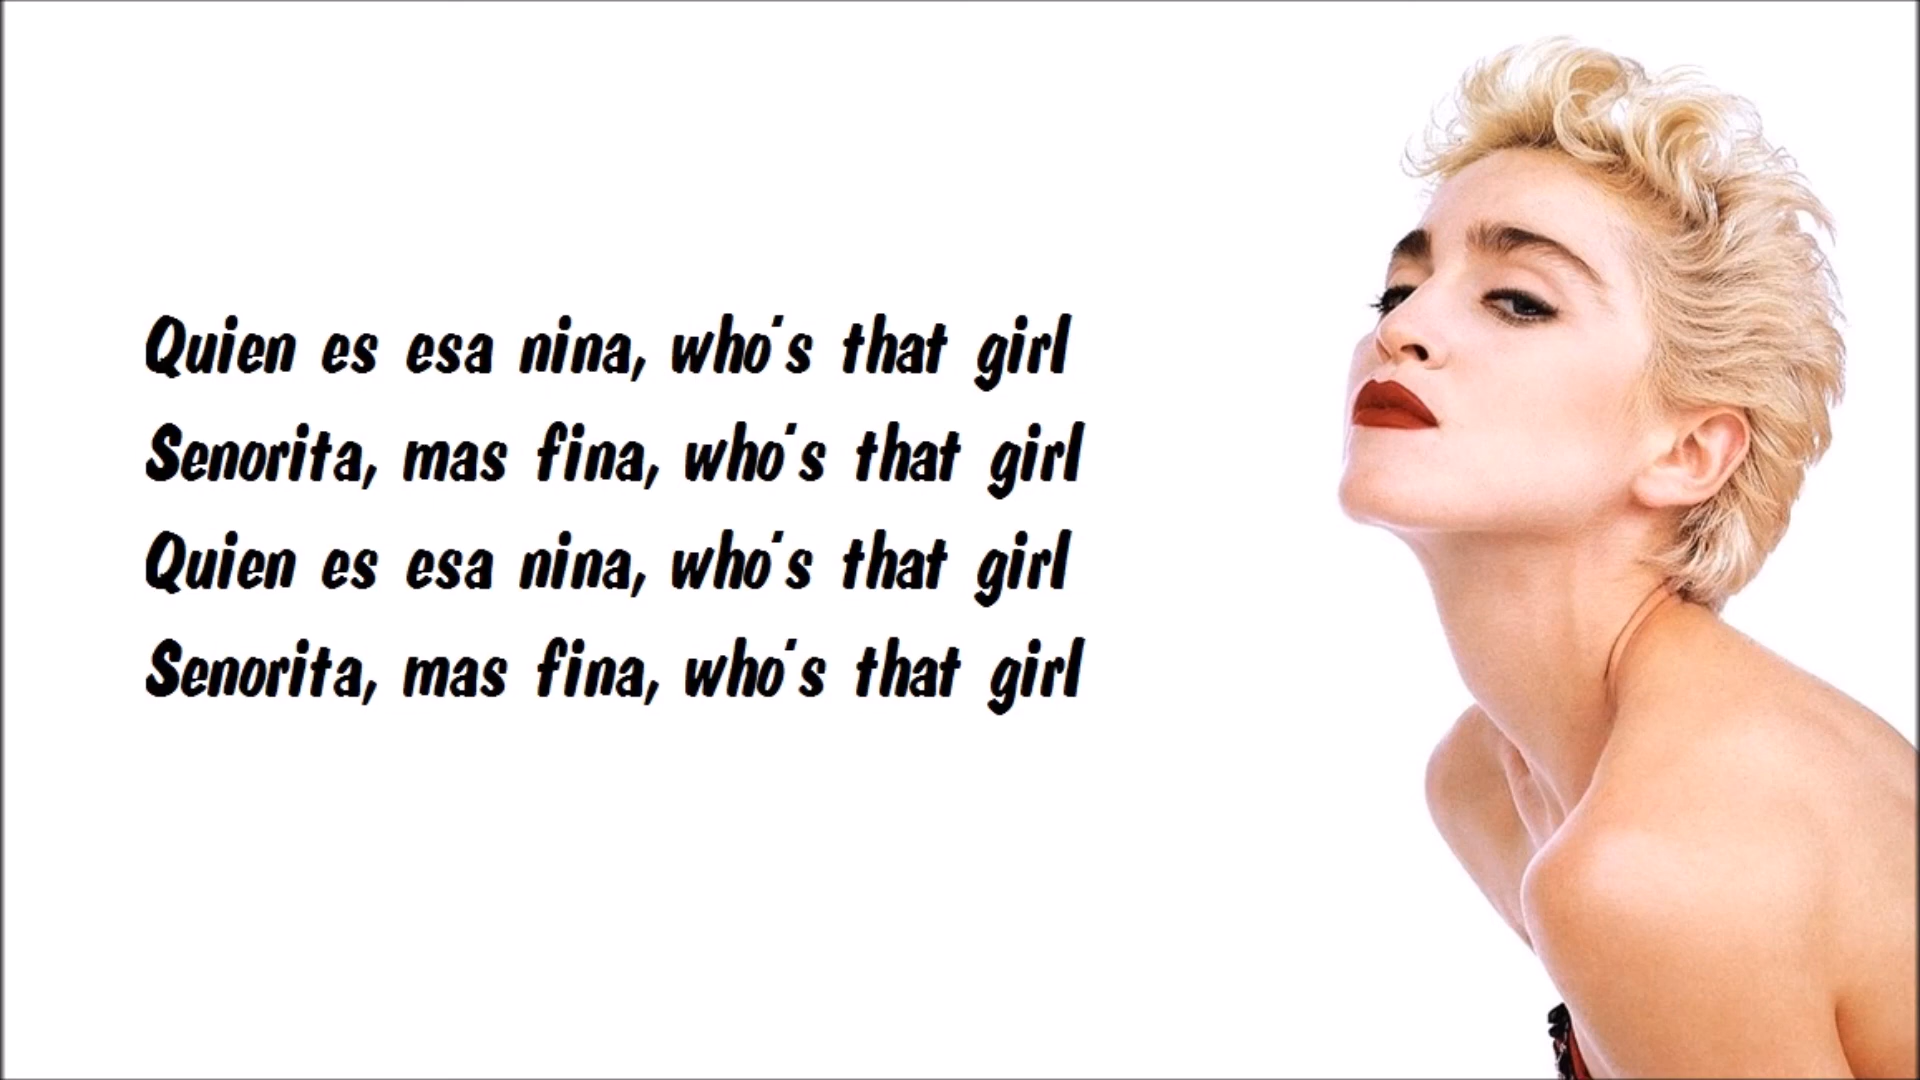 Quien es esa nina, who's that girl
Senorita, mas fina, who's that girl
Quien es esa nina, who's that girl
Senorita, mas fina, who's that girl